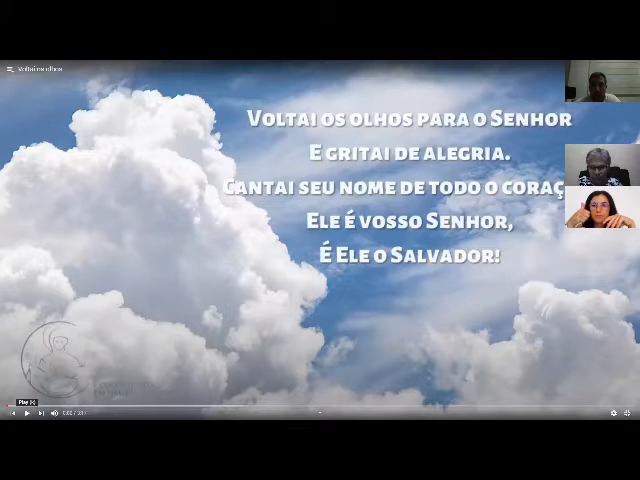 Voltai os olhos
VOLTAI OS OLHOS PARA O SENHOR
E GRITAI DE ALEGRIA.
CANTAI SEU NOME DE TODO O CORAÇ
ELE É VOSSO SENHOR,
É ELE O SALVADOR!
Play (k)